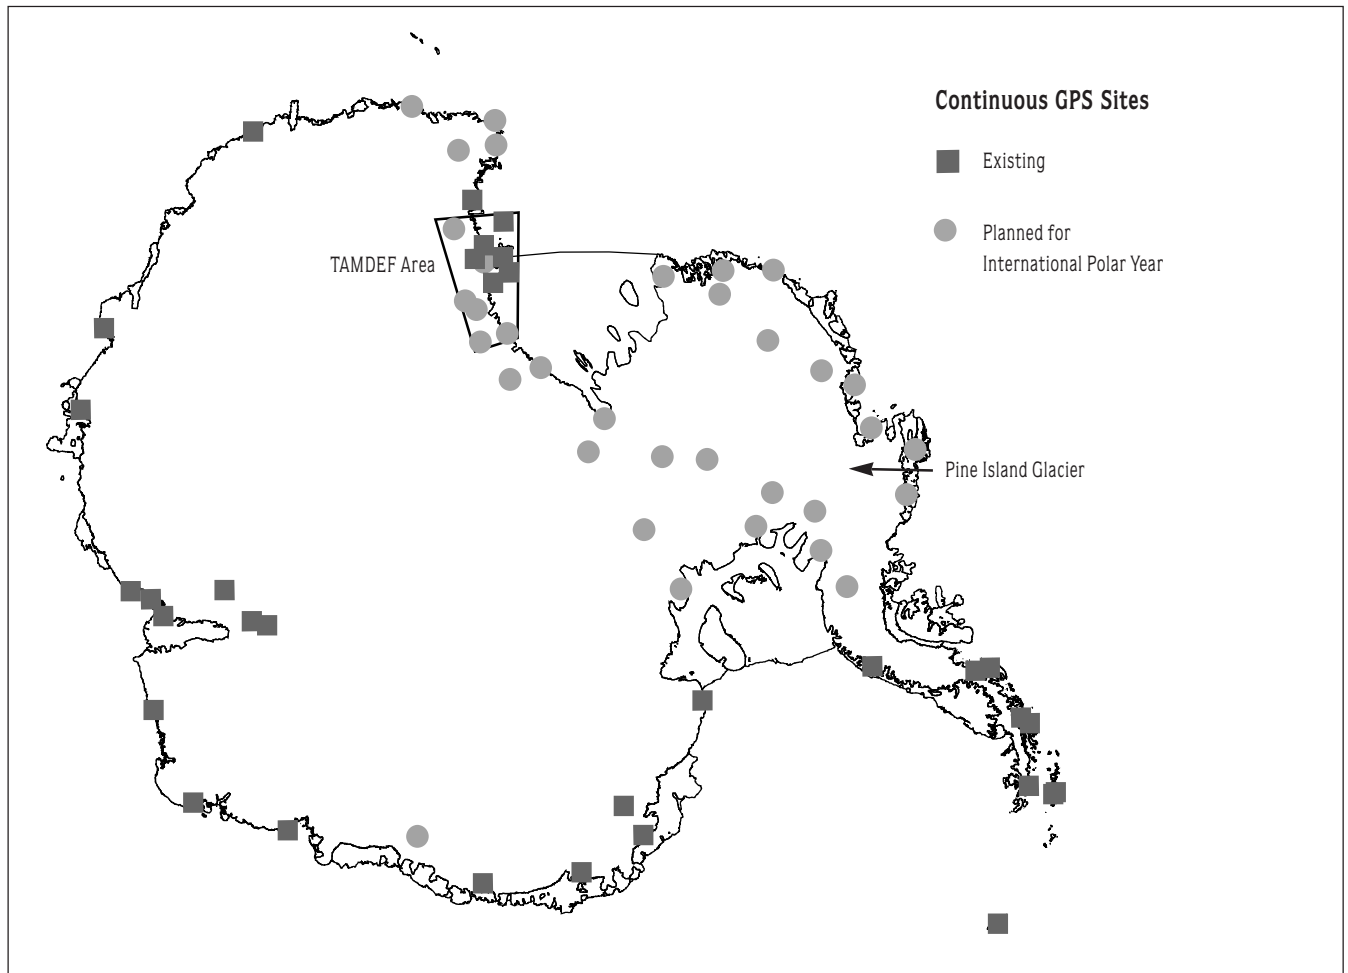 Continuous GPS Sites
Existing
Planned for
International Polar Year
TAMDEF Area
Pine Island Glacier